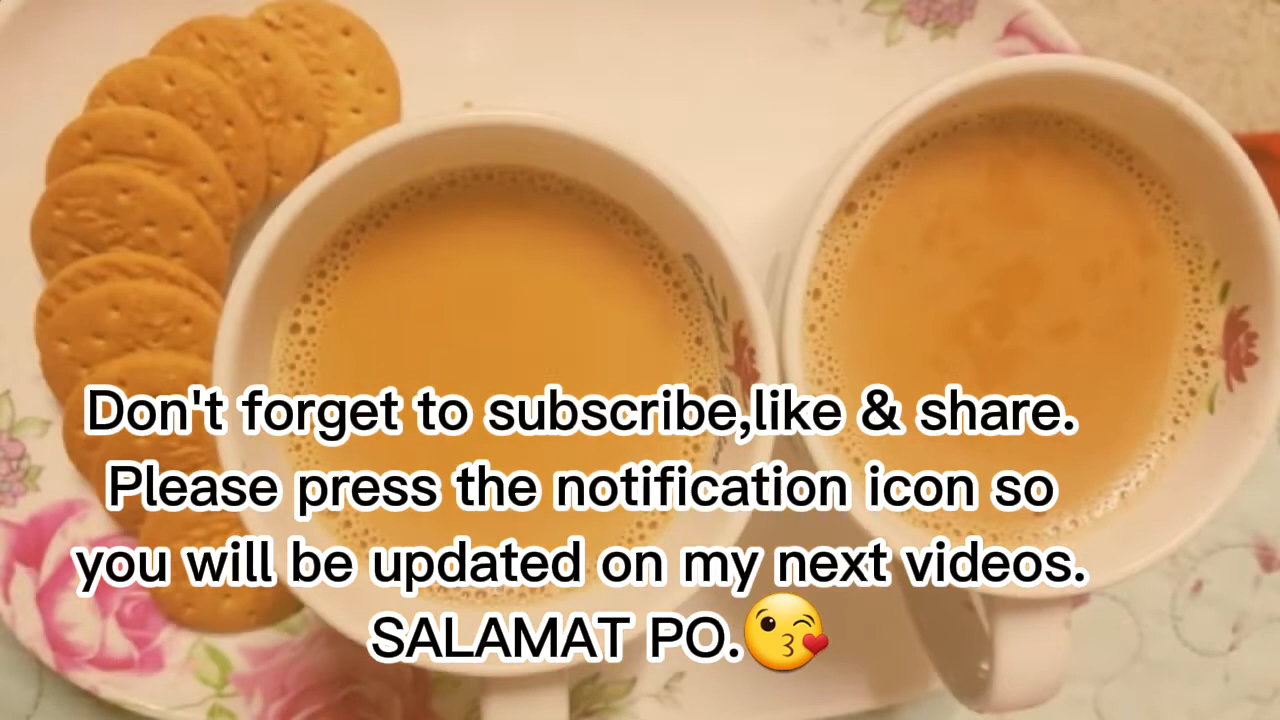 Don't forget to subscribe,like & share.
Please press the notification icon so
you will be updated on my next videos.
SALAMAT PO.😘